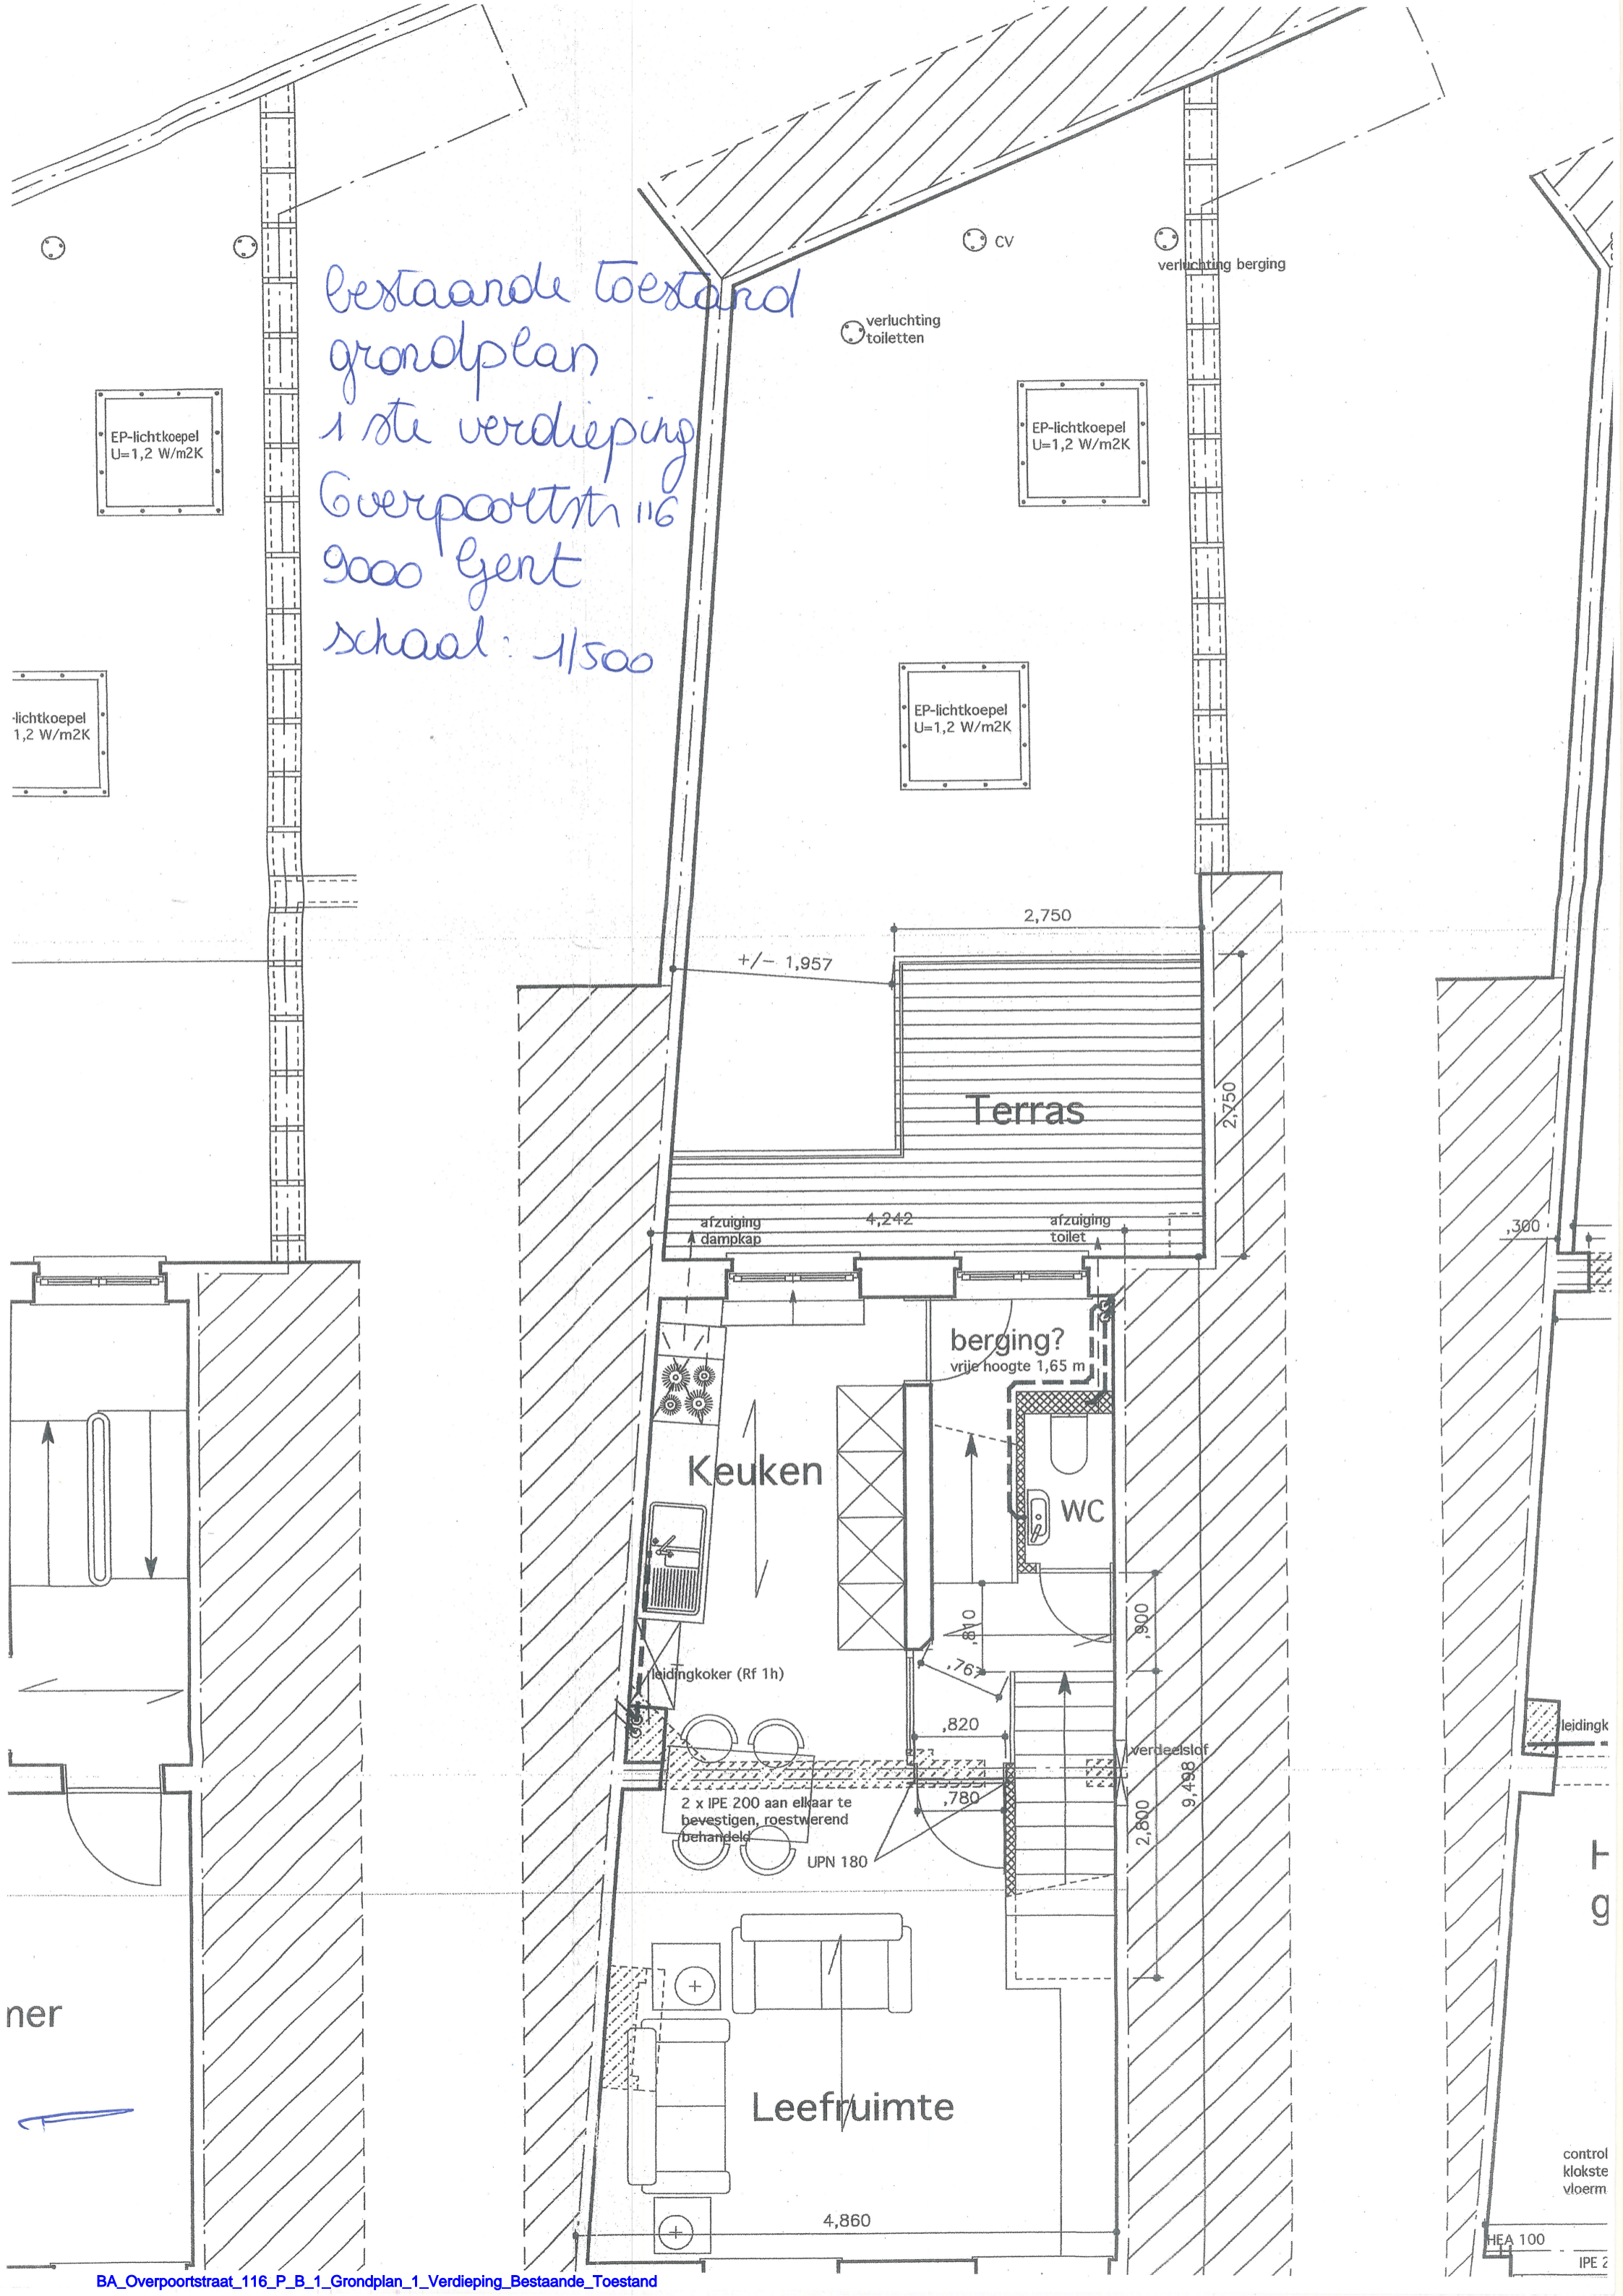 CV
verluchting berging
bestaande toestand
grondplan
1 ste verdieping
Overpoortstr 116
9000 Gent
schaal: 1/500
verluchting
toiletten
EP-lichtkoepel
U=1,2 W/m2K
EP-lichtkoepel
U=1,2 W/m2K
-lichtkoepel
1,2 W/m2K
EP-lichtkoepel
U=1,2 W/m2K
2,750
+/- 1,957
Terras
2,750
afzuiging
dampkap
4,242
afzuiging
toilet
,300
berging?
vrije hoogte 1,65 m
Keuken
WC
,810
,900
,767
leidingkoker (Rf 1h)
,820
verdeelslof
leidingk
9,498
,780
2,800
2 x IPE 200 aan elkaar te
bevestigen, roestwerend
behandeld
UPN 180
H
g
ner
Leefruimte
control
klokste
vloerm
4,860
HEA 100
IPE 2
BA_Overpoortstraat_116_P_B_1_Grondplan_1_Verdieping_Bestaande_Toestand